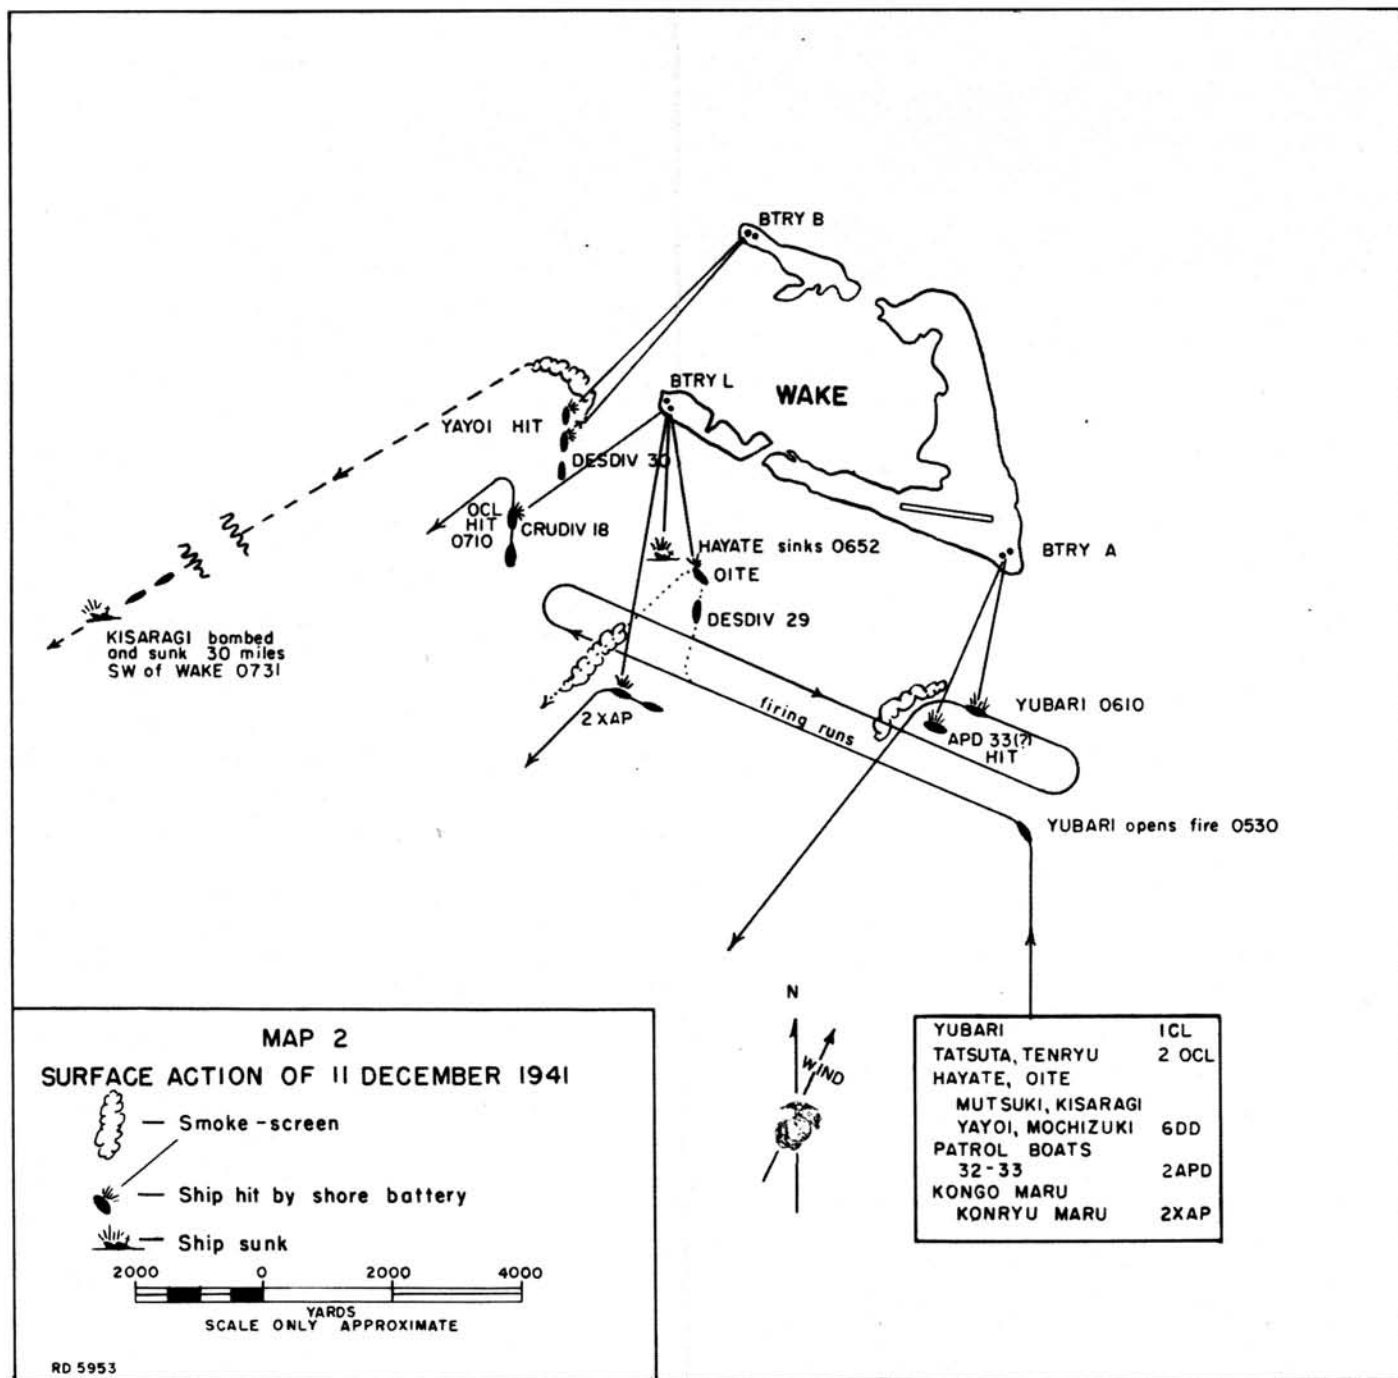 BTRY B
BTRY L
WAKE
YAYOI HIT
DESDIV 30
OCL
HIT
0710
CRUDIV 18
HAYATE sinks 0652
OITE
BTRY A
DESDIV 29
KISARAGI bombed
and sunk 30 miles
SW of WAKE 0731
2 XAP
firing runs
YUBARI 0610
APD 33(?)
HIT
YUBARI opens fire 0530
N
WIND
MAP 2
SURFACE ACTION OF 11 DECEMBER 1941
— Smoke-screen
— Ship hit by shore battery
— Ship sunk
2000 0 2000 4000
YARDS
SCALE ONLY APPROXIMATE
RD 5953
YUBARI 1CL
TATSUTA, TENRYU 2 OCL
HAYATE, OITE
MUTSUKI, KISARAGI
YAYOI, MOCHIZUKI 6DD
PATROL BOATS
32-33 2APD
KONGO MARU
KONRYU MARU 2XAP